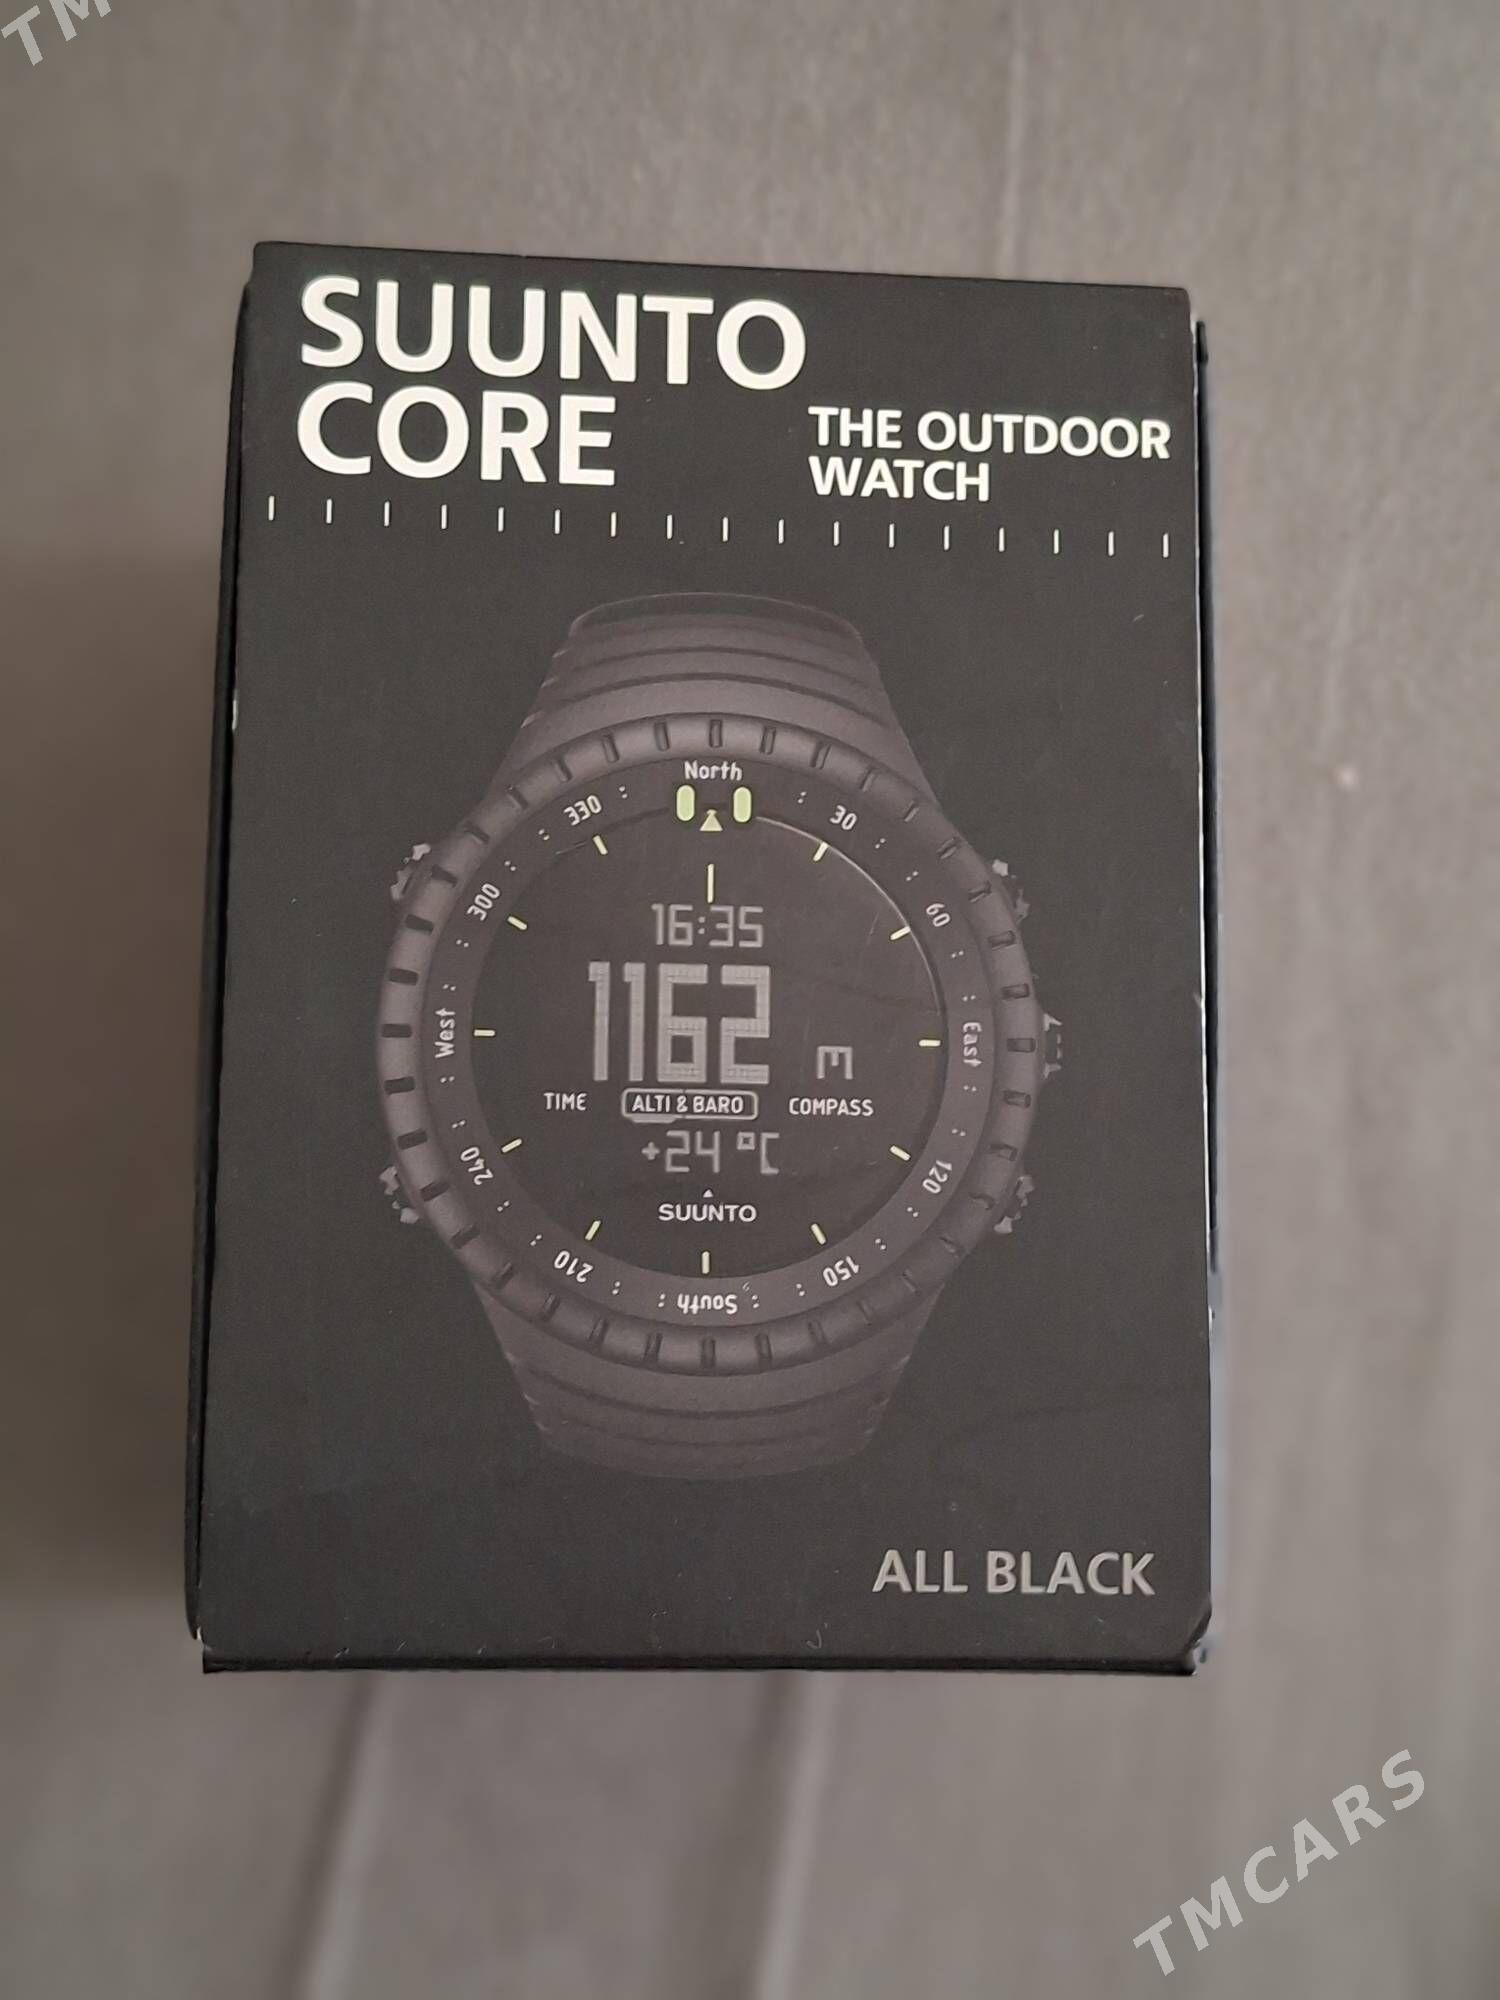 TM
SUUNTO
CORE
THE OUTDOOR
WATCH
North
330
30
300
60
16:35
1162 m
West
East
TIME
ALTI & BARO
COMPASS
+24 °C
240
120
SUUNTO
210
150
South
ALL BLACK
TMCARS